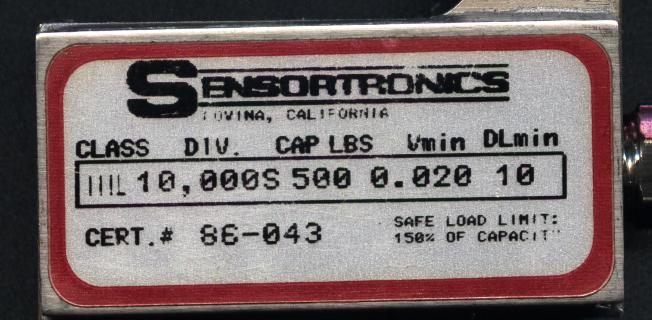 SENSORTRONICS
COVINA, CALIFORNIA
CLASS DIV. CAP LBS Vmin DLmin
IIIL 10,000S 500 0.020 10
CERT.# 86-043
SAFE LOAD LIMIT:
150% OF CAPACITY